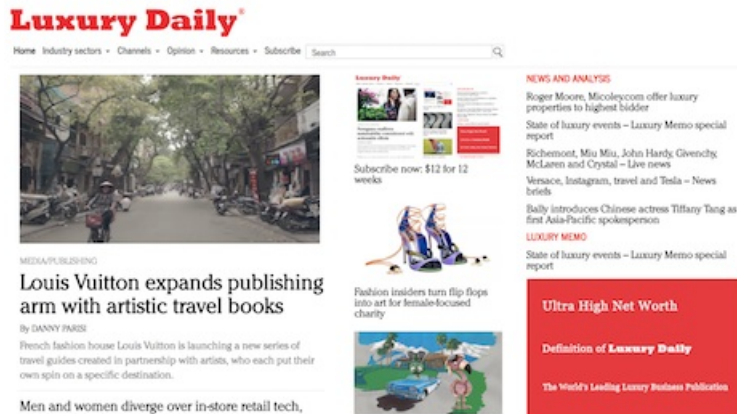 Luxury Daily®
Home Industry sectors Channels Opinion Resources Subscribe Search
MEDIA/PUBLISHING
Louis Vuitton expands publishing
arm with artistic travel books
By DANNY PARISI
French fashion house Louis Vuitton is launching a new series of
travel guides created in partnership with artists, who each put their
own spin on a specific destination.
Men and women diverge over in-store retail tech,
Luxury Daily
Subscribe now: $12 for 12
weeks
Fashion insiders turn flip flops
into art for female-focused
charity
NEWS AND ANALYSIS
Roger Moore, Micoley.com offer luxury
properties to highest bidder
State of luxury events – Luxury Memo special
report
Richemont, Miu Miu, John Hardy, Givenchy,
McLaren and Crystal – Live news
Versace, Instagram, travel and Tesla – News
briefs
Bally introduces Chinese actress Tiffany Tang as
first Asia-Pacific spokesperson
LUXURY MEMO
State of luxury events – Luxury Memo special
report
Ultra High Net Worth
Definition of Luxury Daily
The World's Leading Luxury Business Publication